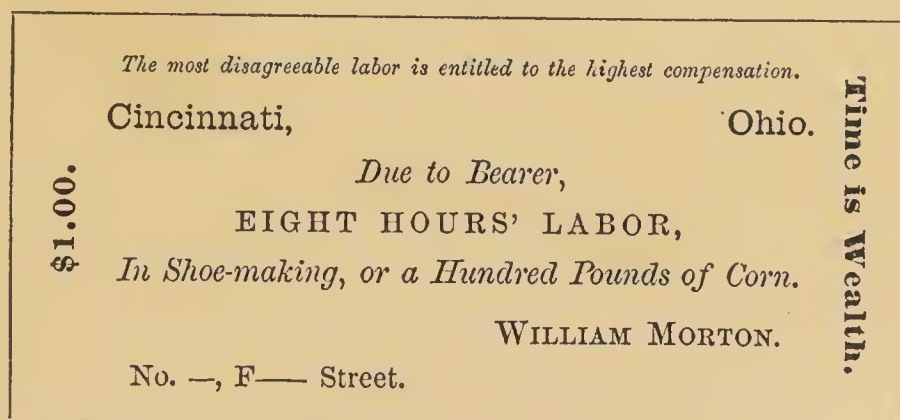 The most disagreeable labor is entitled to the highest compensation.
Cincinnati, Ohio.
$1.00.
Due to Bearer,
EIGHT HOURS' LABOR,
In Shoe-making, or a Hundred Pounds of Corn.
WILLIAM MORTON.
No. —, F—— Street.
Time is Wealth.